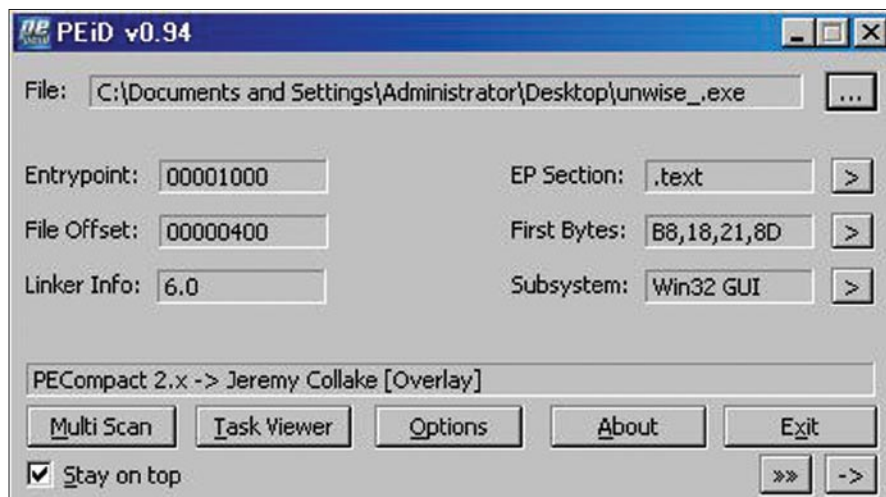 PEiD v0.94
File: C:\Documents and Settings\Administrator\Desktop\unwise_.exe ...
Entrypoint: 00001000 EP Section: .text >
File Offset: 00000400 First Bytes: B8,18,21,8D >
Linker Info: 6.0 Subsystem: Win32 GUI >
PECompact 2.x -> Jeremy Collake [Overlay]
Multi Scan Task Viewer Options About Exit
Stay on top »» ->